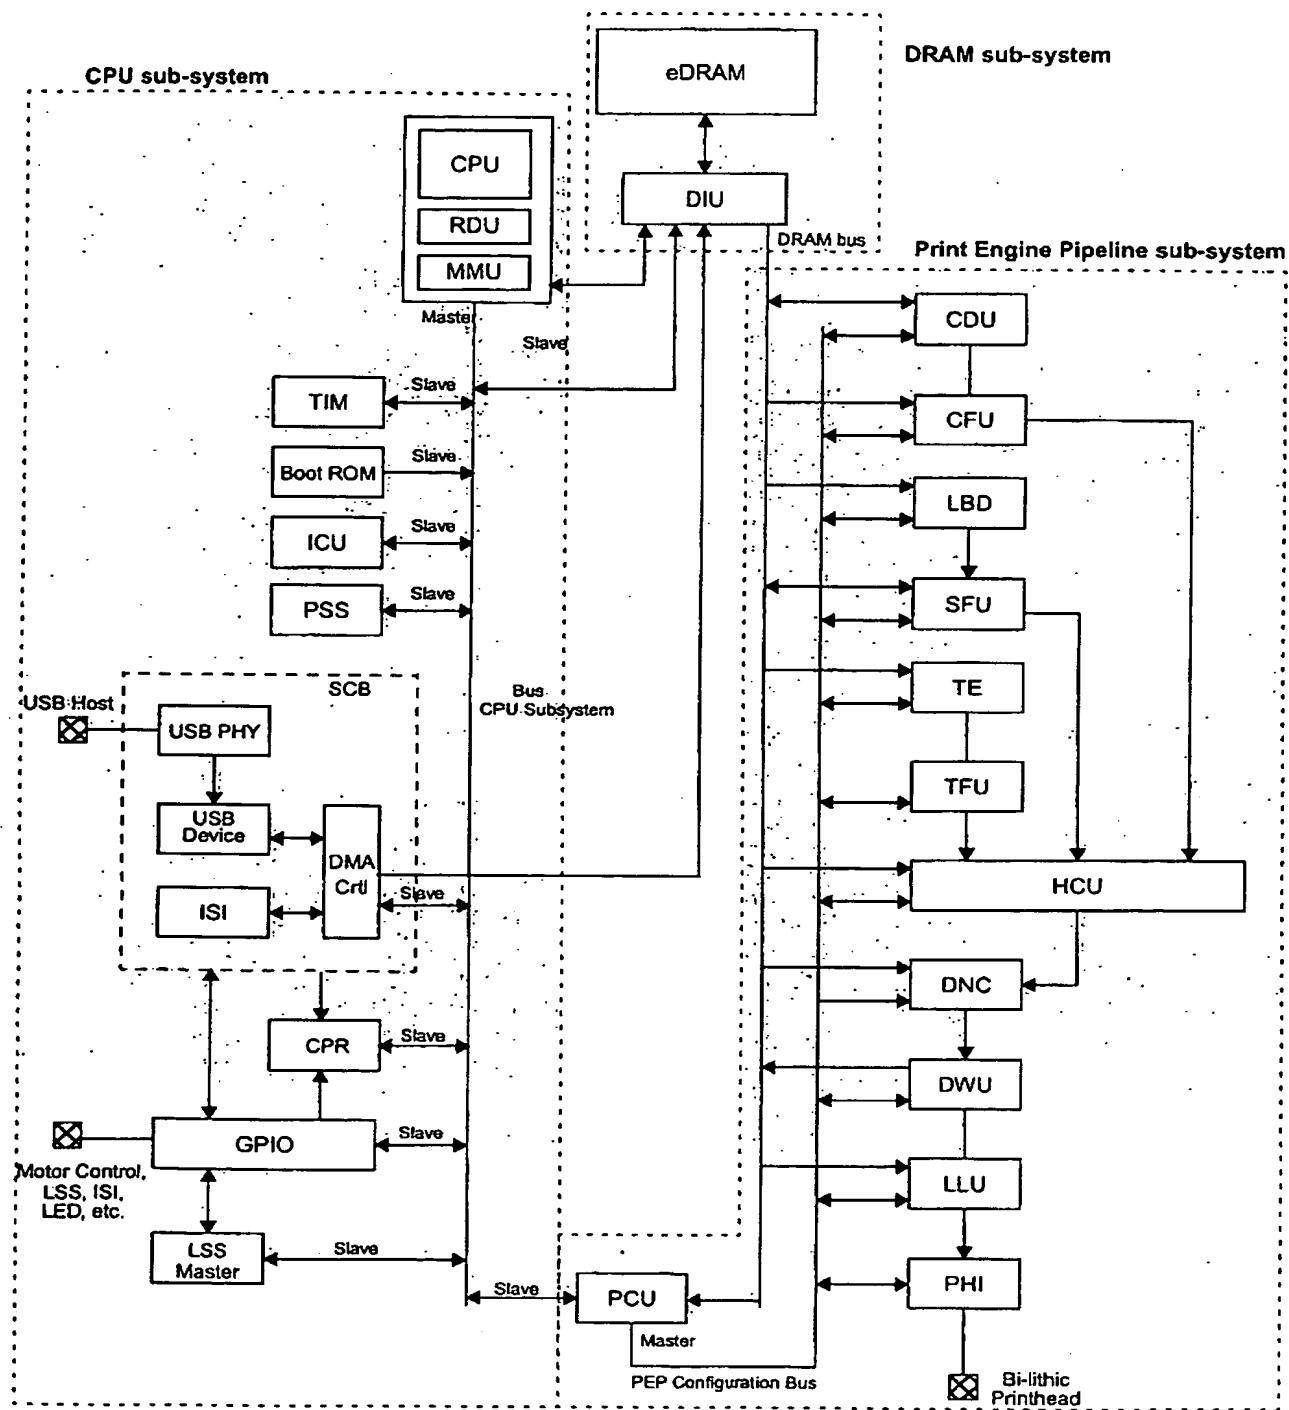 DRAM sub-system
CPU sub-system
eDRAM
CPU
RDU
MMU
DIU
DRAM bus
Print Engine Pipeline sub-system
Master
Slave
CDU
TIM
Slave
CFU
Boot ROM
Slave
LBD
ICU
Slave
PSS
Slave
SFU
SCB
TE
USB Host
USB PHY
Bus
CPU Subsystem
TFU
USB
Device
DMA
Crtl
Slave
HCU
ISI
DNC
CPR
Slave
DWU
GPIO
Slave
Motor Control,
LSS, ISI,
LED, etc.
LLU
LSS
Master
Slave
PHI
Slave
PCU
Master
PEP Configuration Bus
Bi-lithic
Printhead